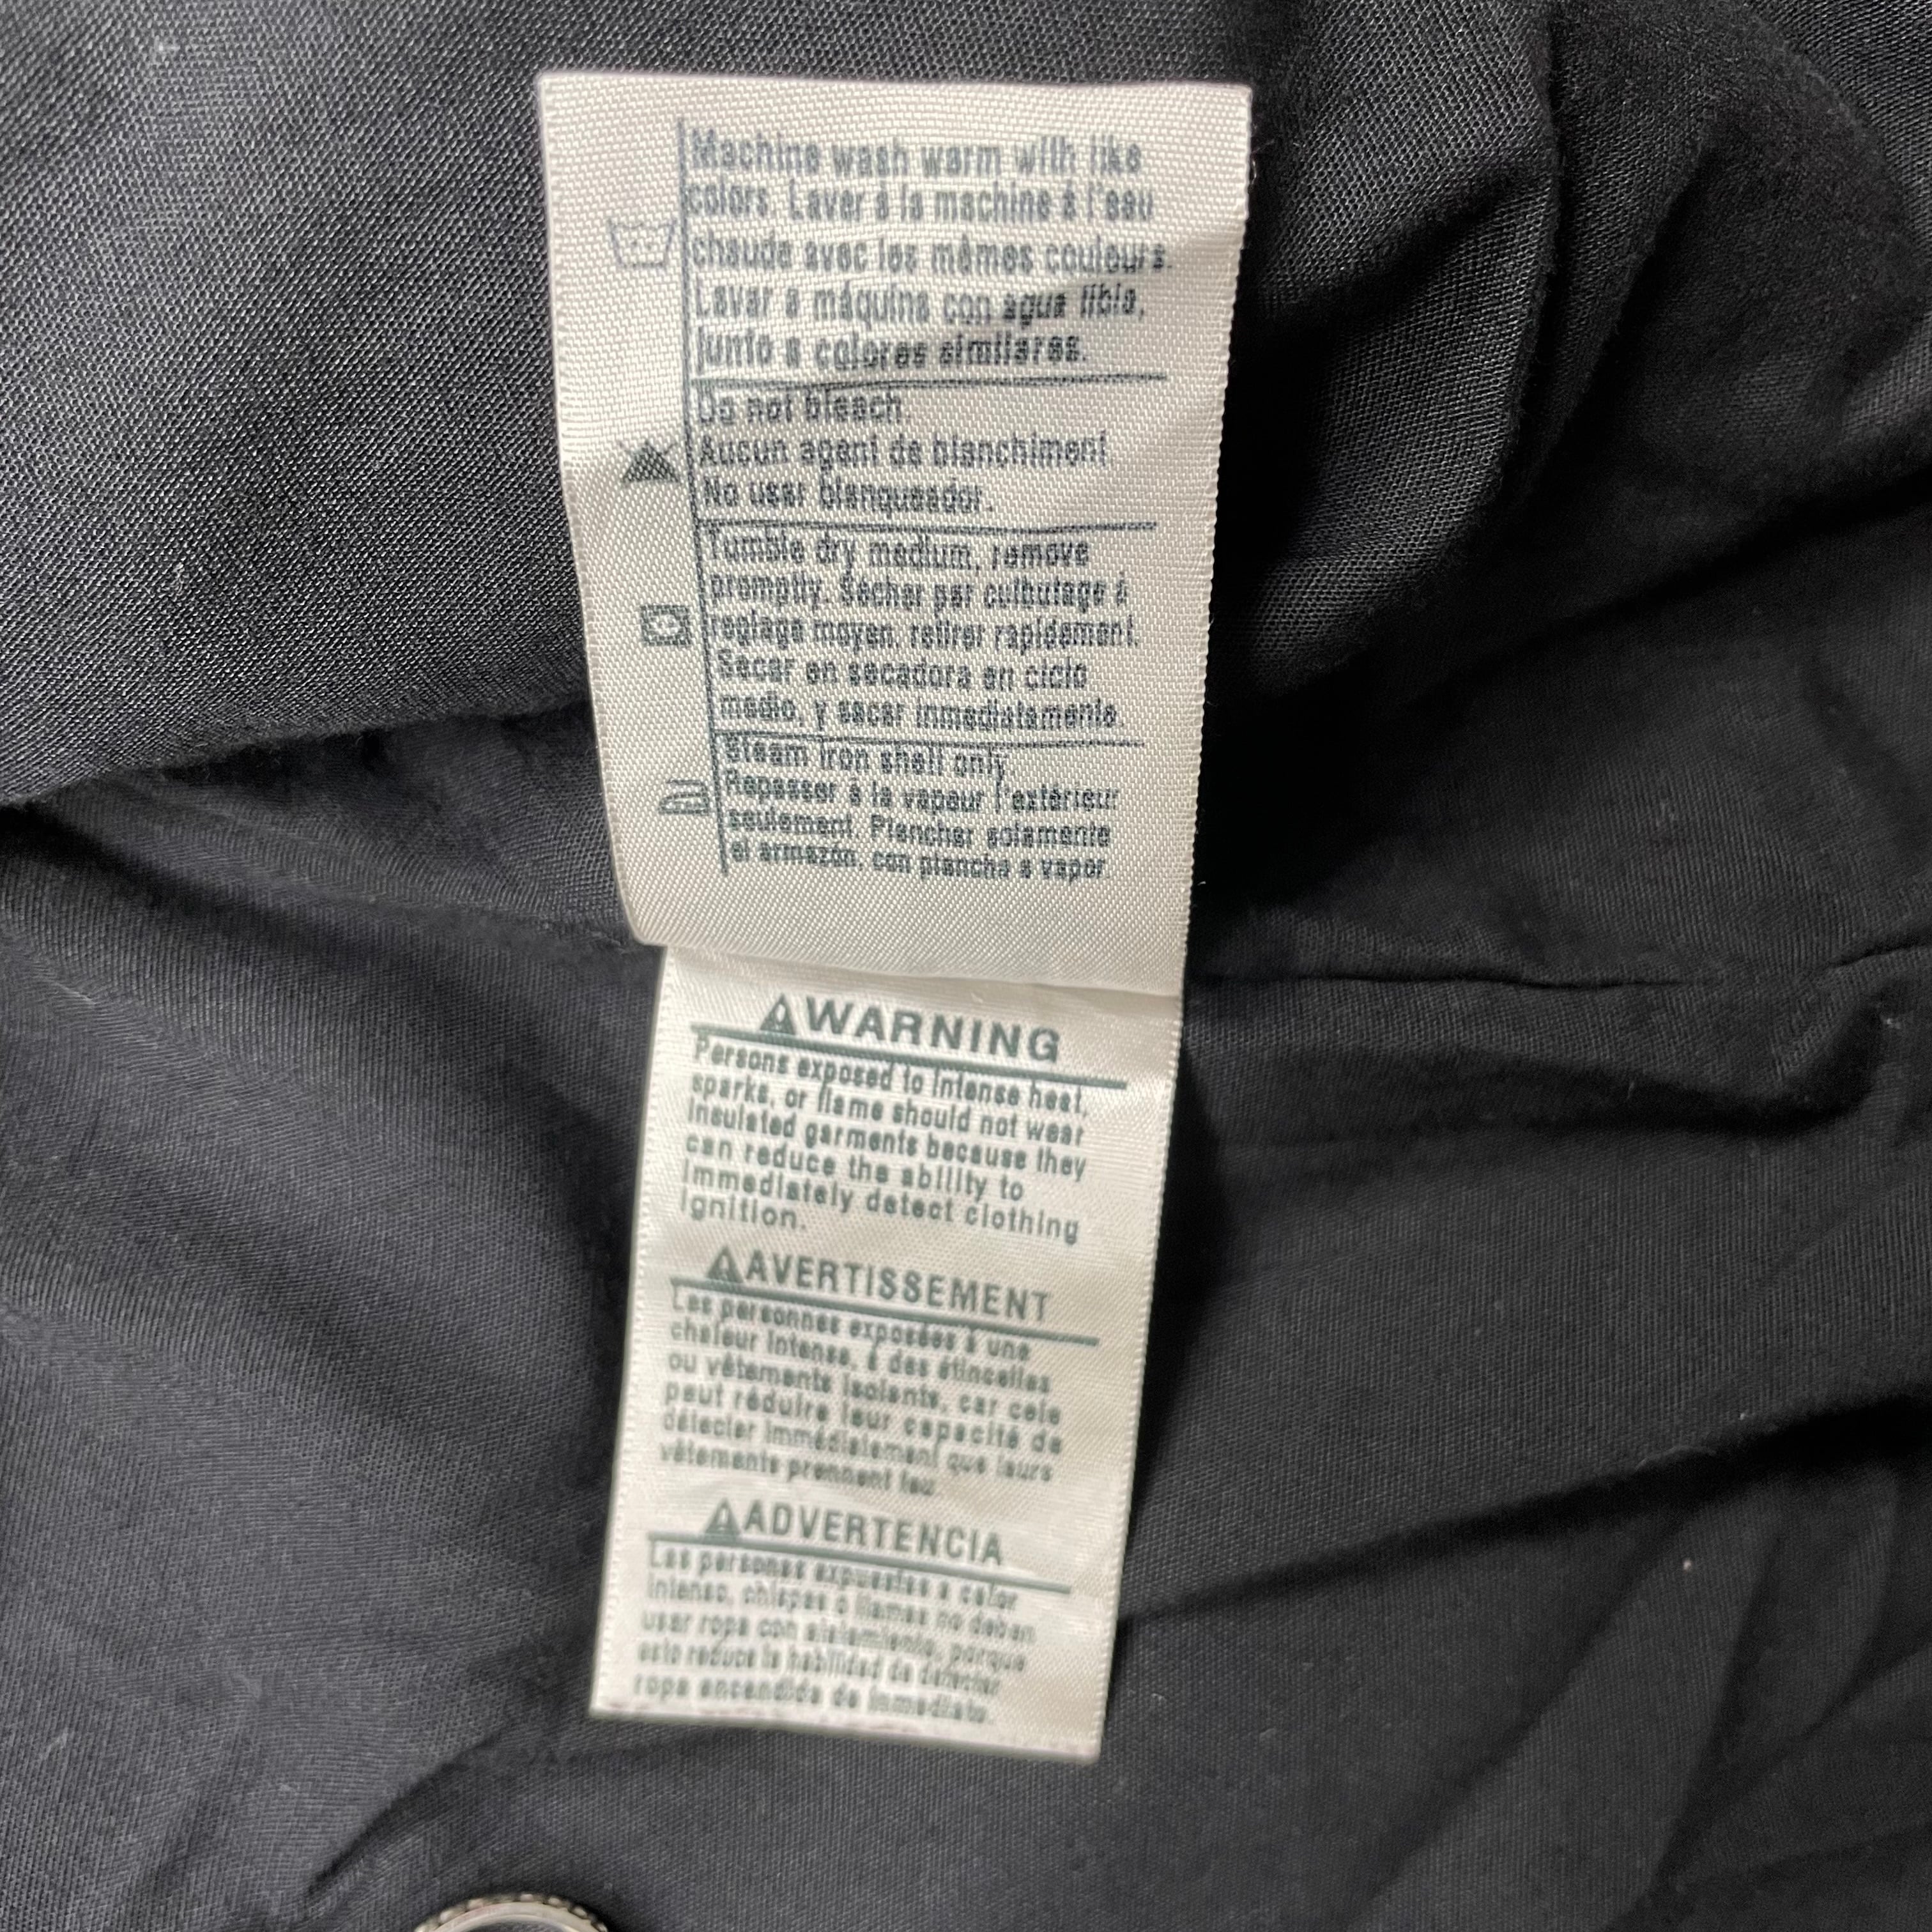 Machine wash warm with like
colors. Laver à la machine à l'eau
chaude avec les mêmes couleurs.
Lavar a máquina con agua tibia,
junto a colores similares.
Do not bleach
Aucun agent de blanchiment
No usar blanqueador.
Tumble dry medium, remove
promptly. Sécher par culbutage à
reglage moyen, retirer rapidement.
Secar en secadora en ciclo
medio, y sacar inmediatamente.
Steam iron shell only.
Repasser à la vapeur l'extérieur
seulement. Planchar solamente
el armazón, con plancha a vapor.
WARNING
Persons exposed to intense heat,
sparks, or flame should not wear
insulated garments because they
can reduce the ability to
immediately detect clothing
ignition.
AVERTISSEMENT
Les personnes exposées à une
chaleur intense, à des étincelles
ou vêtements isolants, car cela
peut réduire leur capacité de
détecter immédiatement que leurs
vêtements prennent feu.
ADVERTENCIA
Las personas expuestas a calor
intenso, chispas o llamas no deban
usar ropa con aislamiento, porque
esto reduce la habilidad de detectar
ropa encendida de inmediato.